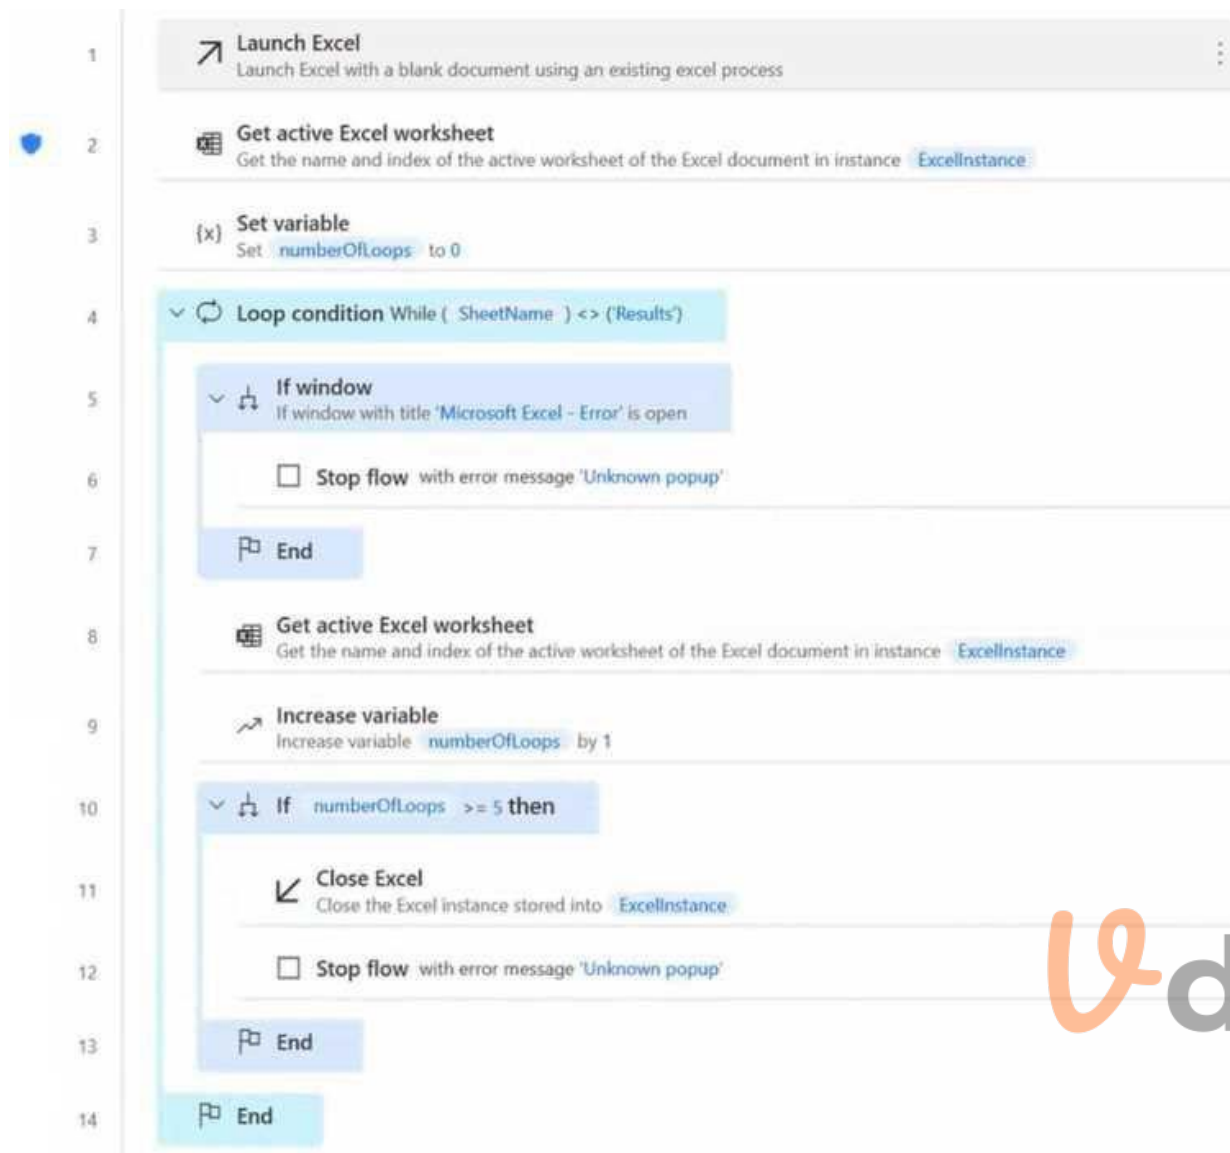 1
Launch Excel
Launch Excel with a blank document using an existing excel process
2
Get active Excel worksheet
Get the name and index of the active worksheet of the Excel document in instance ExcelInstance
3
{x} Set variable
Set numberOfLoops to 0
4
Loop condition While ( SheetName ) <> ('Results')
5
If window
If window with title 'Microsoft Excel - Error' is open
6
Stop flow with error message 'Unknown popup'
7
End
8
Get active Excel worksheet
Get the name and index of the active worksheet of the Excel document in instance ExcelInstance
9
Increase variable
Increase variable numberOfLoops by 1
10
If numberOfLoops >= 5 then
11
Close Excel
Close the Excel instance stored into ExcelInstance
12
Stop flow with error message 'Unknown popup'
13
End
14
End